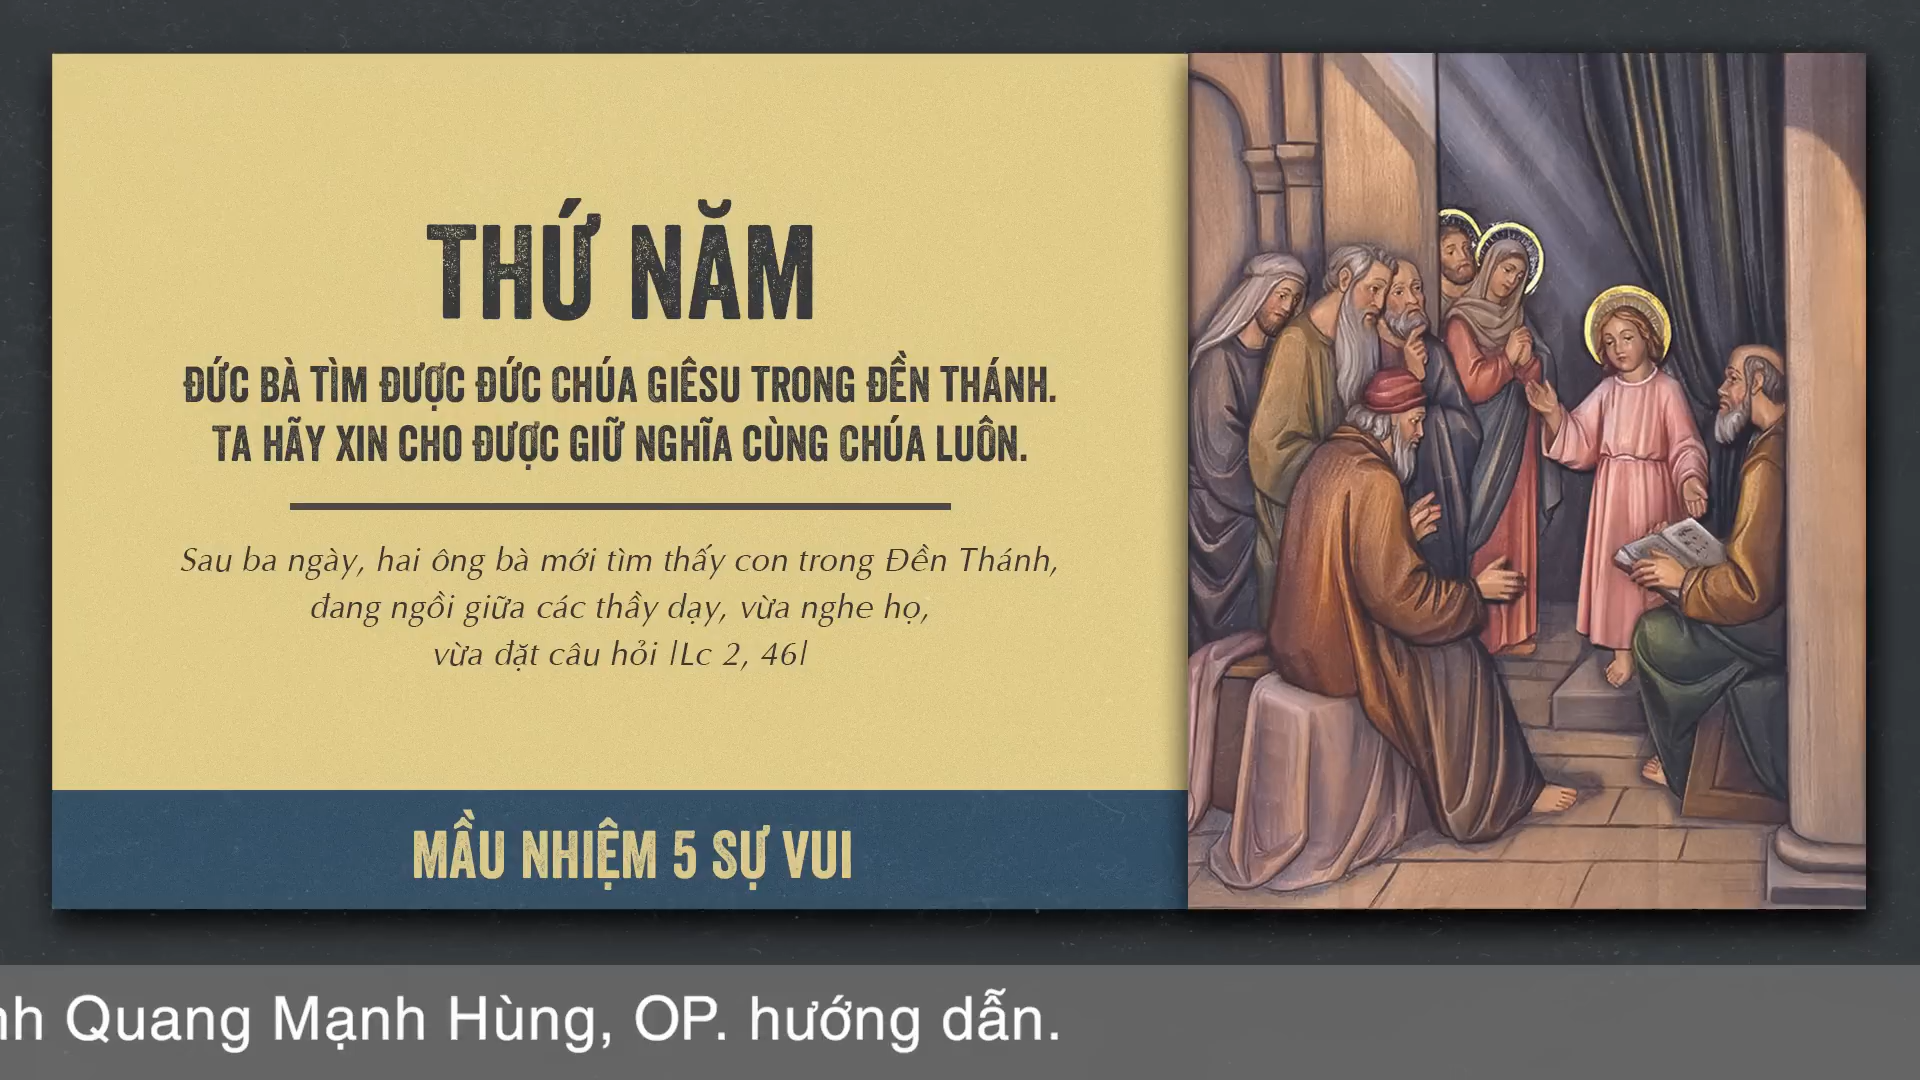 THỨ NĂM
ĐỨC BÀ TÌM ĐƯỢC ĐỨC CHÚA GIÊSU TRONG ĐỀN THÁNH.
TA HÃY XIN CHO ĐƯỢC GIỮ NGHĨA CÙNG CHÚA LUÔN.
Sau ba ngày, hai ông bà mới tìm thấy con trong Đền Thánh,
đang ngồi giữa các thầy dạy, vừa nghe họ,
vừa đặt câu hỏi |Lc 2, 46|
MẦU NHIỆM 5 SỰ VUI
Quang Mạnh Hùng, OP. hướng dẫn.